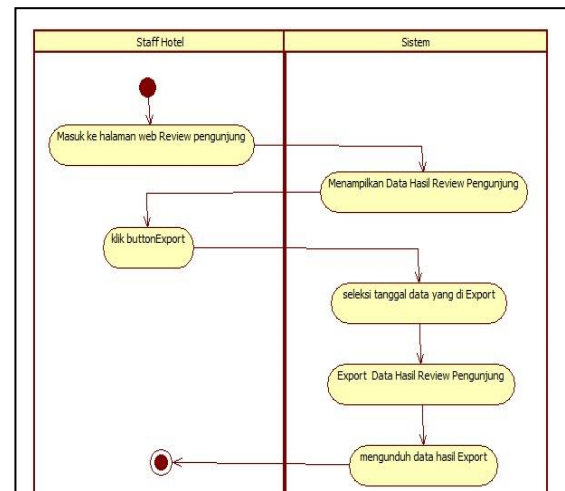 Staff Hotel
Sistem
Masuk ke halaman web Review pengunjung
Menampilkan Data Hasil Review Pengunjung
klik buttonExport
seleksi tanggal data yang di Export
Export Data Hasil Review Pengunjung
mengunduh data hasil Export